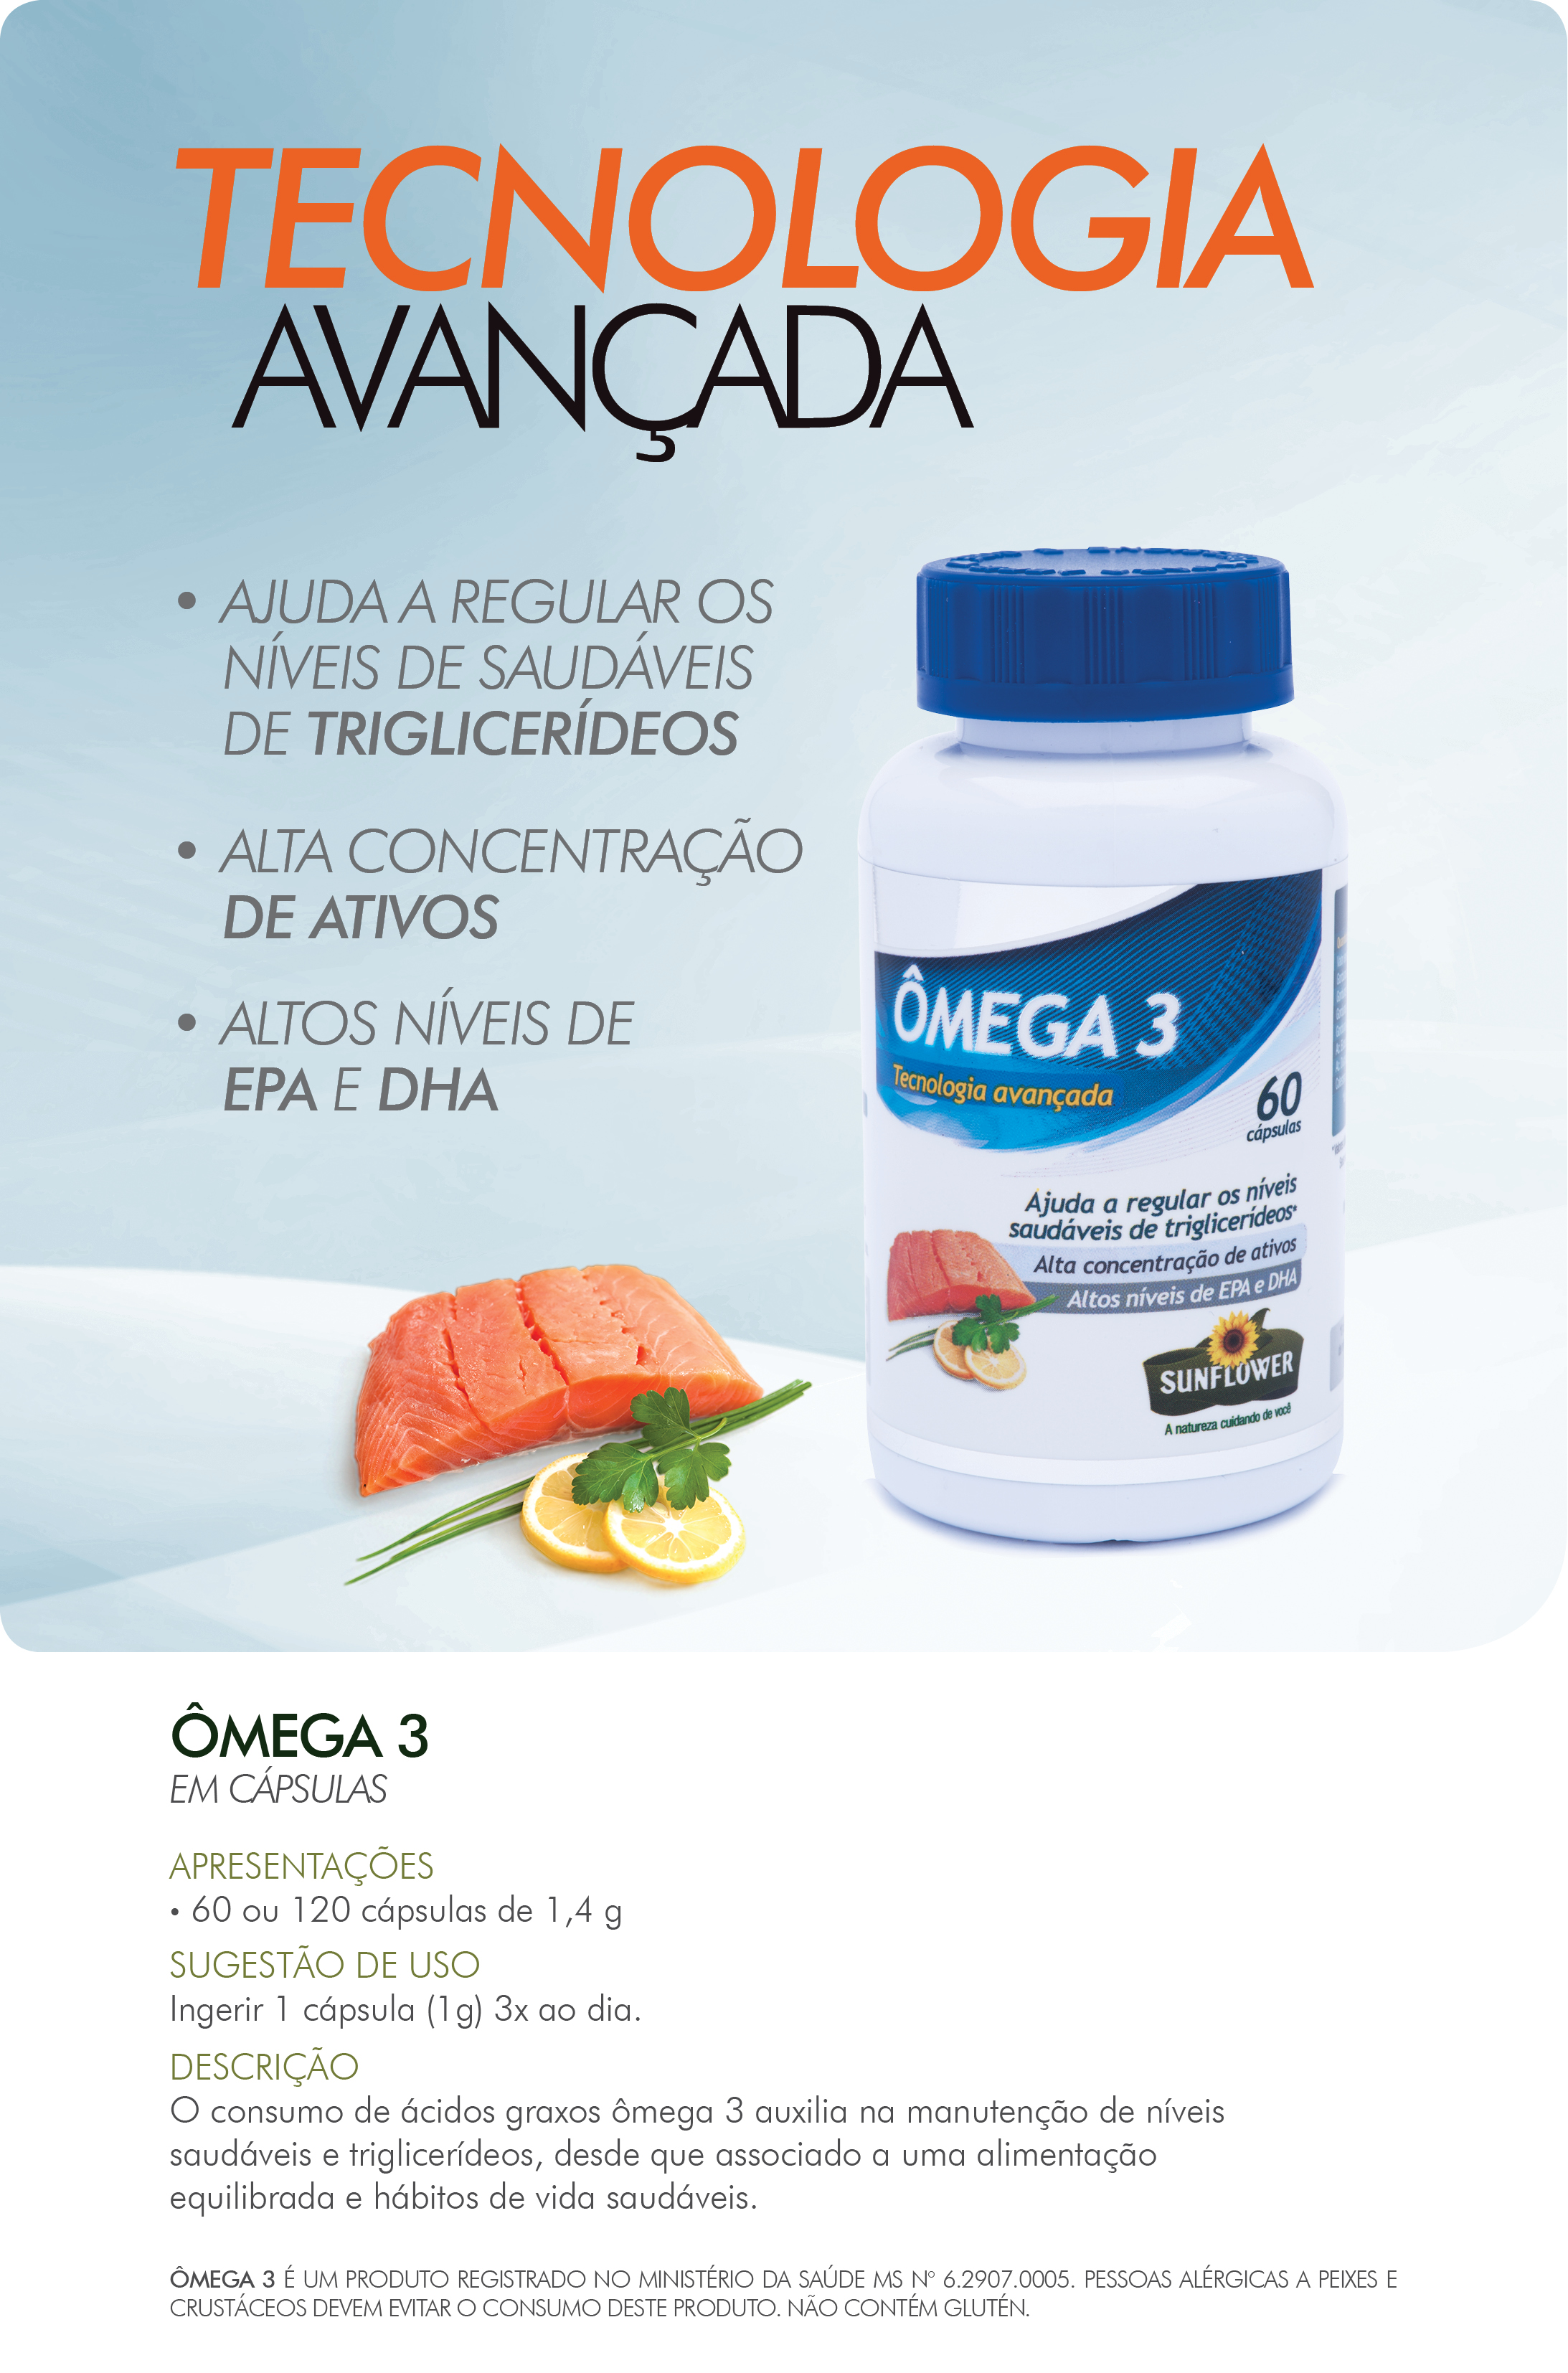 TECNOLOGIA
AVANÇADA
• AJUDA A REGULAR OS
NÍVEIS DE SAUDÁVEIS
DE TRIGLICERÍDEOS
• ALTA CONCENTRAÇÃO
DE ATIVOS
• ALTOS NÍVEIS DE
EPA E DHA
ÔMEGA 3
Tecnologia avançada
60
cápsulas
Ajuda a regular os níveis
saudáveis de triglicerídeos*
Alta concentração de ativos
Altos níveis de EPA e DHA
SUNFLOWER
A natureza cuidando de você
ÔMEGA 3
EM CÁPSULAS
APRESENTAÇÕES
• 60 ou 120 cápsulas de 1,4 g
SUGESTÃO DE USO
Ingerir 1 cápsula (1g) 3x ao dia.
DESCRIÇÃO
O consumo de ácidos graxos ômega 3 auxilia na manutenção de níveis
saudáveis e triglicerídeos, desde que associado a uma alimentação
equilibrada e hábitos de vida saudáveis.
ÔMEGA 3 É UM PRODUTO REGISTRADO NO MINISTÉRIO DA SAÚDE MS Nº 6.2907.0005. PESSOAS ALÉRGICAS A PEIXES E
CRUSTÁCEOS DEVEM EVITAR O CONSUMO DESTE PRODUTO. NÃO CONTÉM GLUTÉN.